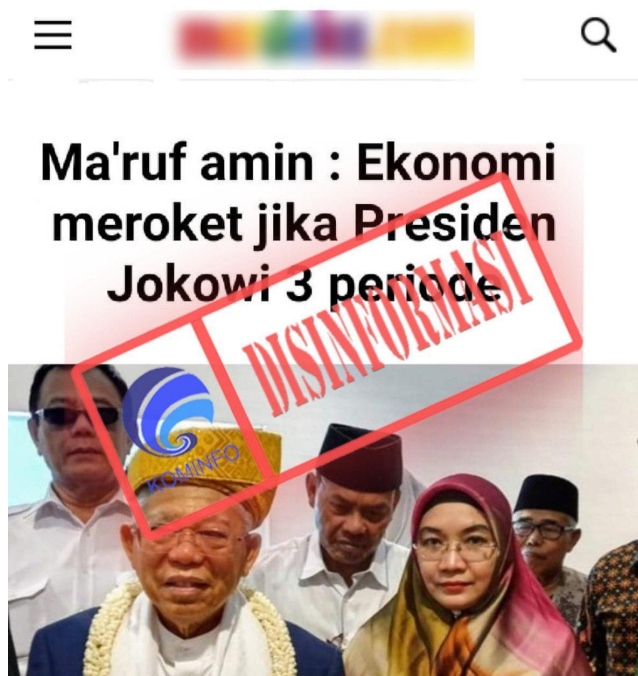 Ma'ruf amin : Ekonomi
meroket jika Presiden
Jokowi 3 periode
DISINFORMASI
KOMINFO